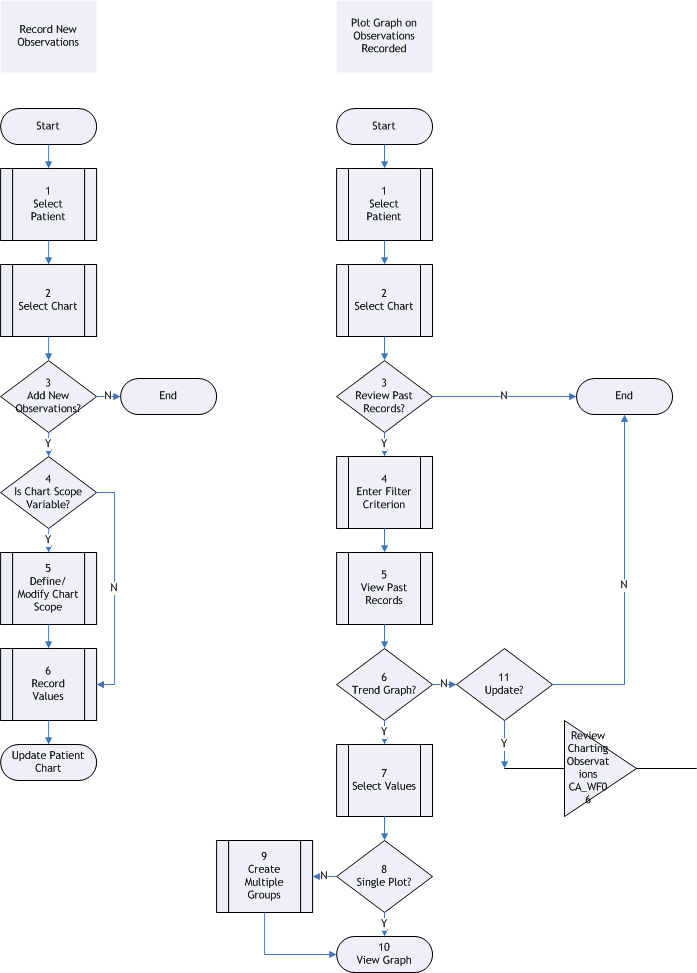 Record New
Observations
Start
1
Select
Patient
2
Select Chart
3
Add New
Observations?
N
End
Y
4
Is Chart Scope
Variable?
Y
N
5
Define/
Modify Chart
Scope
6
Record
Values
Update Patient
Chart
Plot Graph on
Observations
Recorded
Start
1
Select
Patient
2
Select Chart
3
Review Past
Records?
N
End
Y
4
Enter Filter
Criterion
5
View Past
Records
6
Trend Graph?
N
11
Update?
N
Y
Y
Review
Charting
Observat
ions
CA_WF0
6
7
Select Values
8
Single Plot?
N
9
Create
Multiple
Groups
Y
10
View Graph